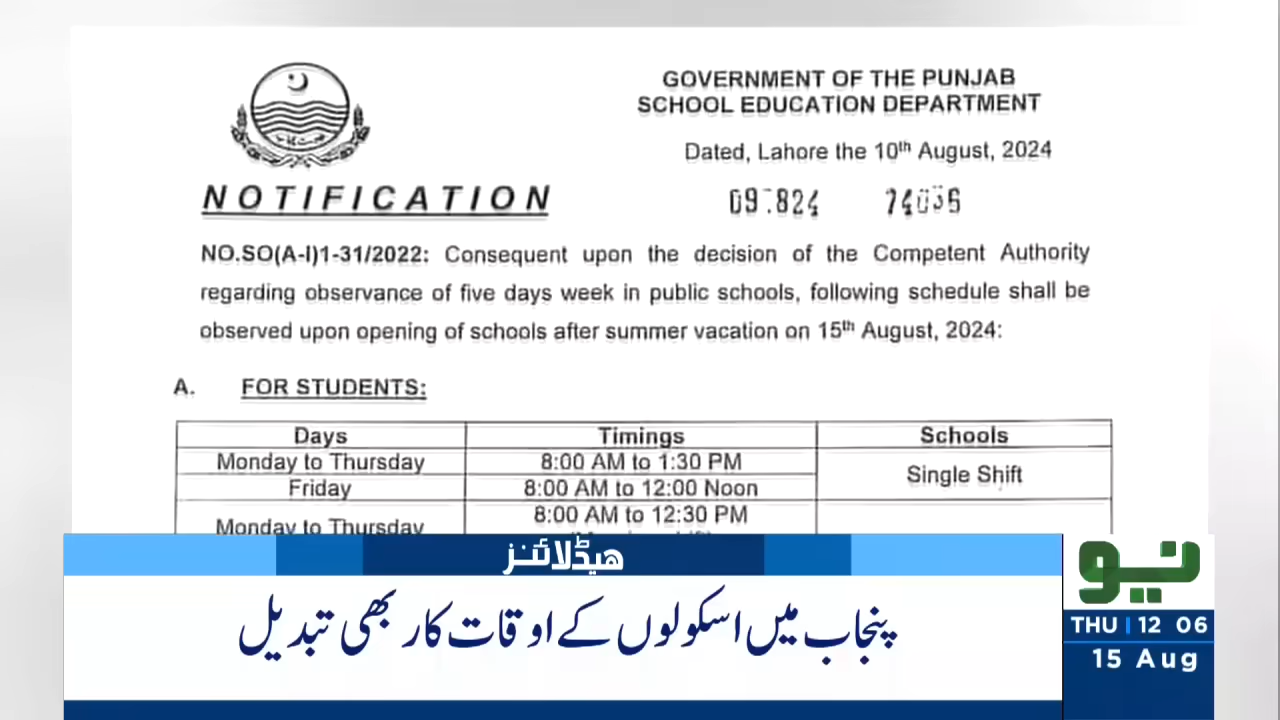 GOVERNMENT OF THE PUNJAB
SCHOOL EDUCATION DEPARTMENT
Dated, Lahore the 10th August, 2024
NOTIFICATION
NO.SO(A-I)1-31/2022: Consequent upon the decision of the Competent Authority
regarding observance of five days week in public schools, following schedule shall be
observed upon opening of schools after summer vacation on 15th August, 2024:
A. FOR STUDENTS:
Days Timings Schools
Monday to Thursday 8:00 AM to 1:30 PM Single Shift
Friday 8:00 AM to 12:00 Noon
Monday to Thursday 8:00 AM to 12:30 PM
ہیڈلائنز
پنجاب میں اسکولوں کے اوقات کار بھی تبدیل
نیو
THU 12 06
15 Aug